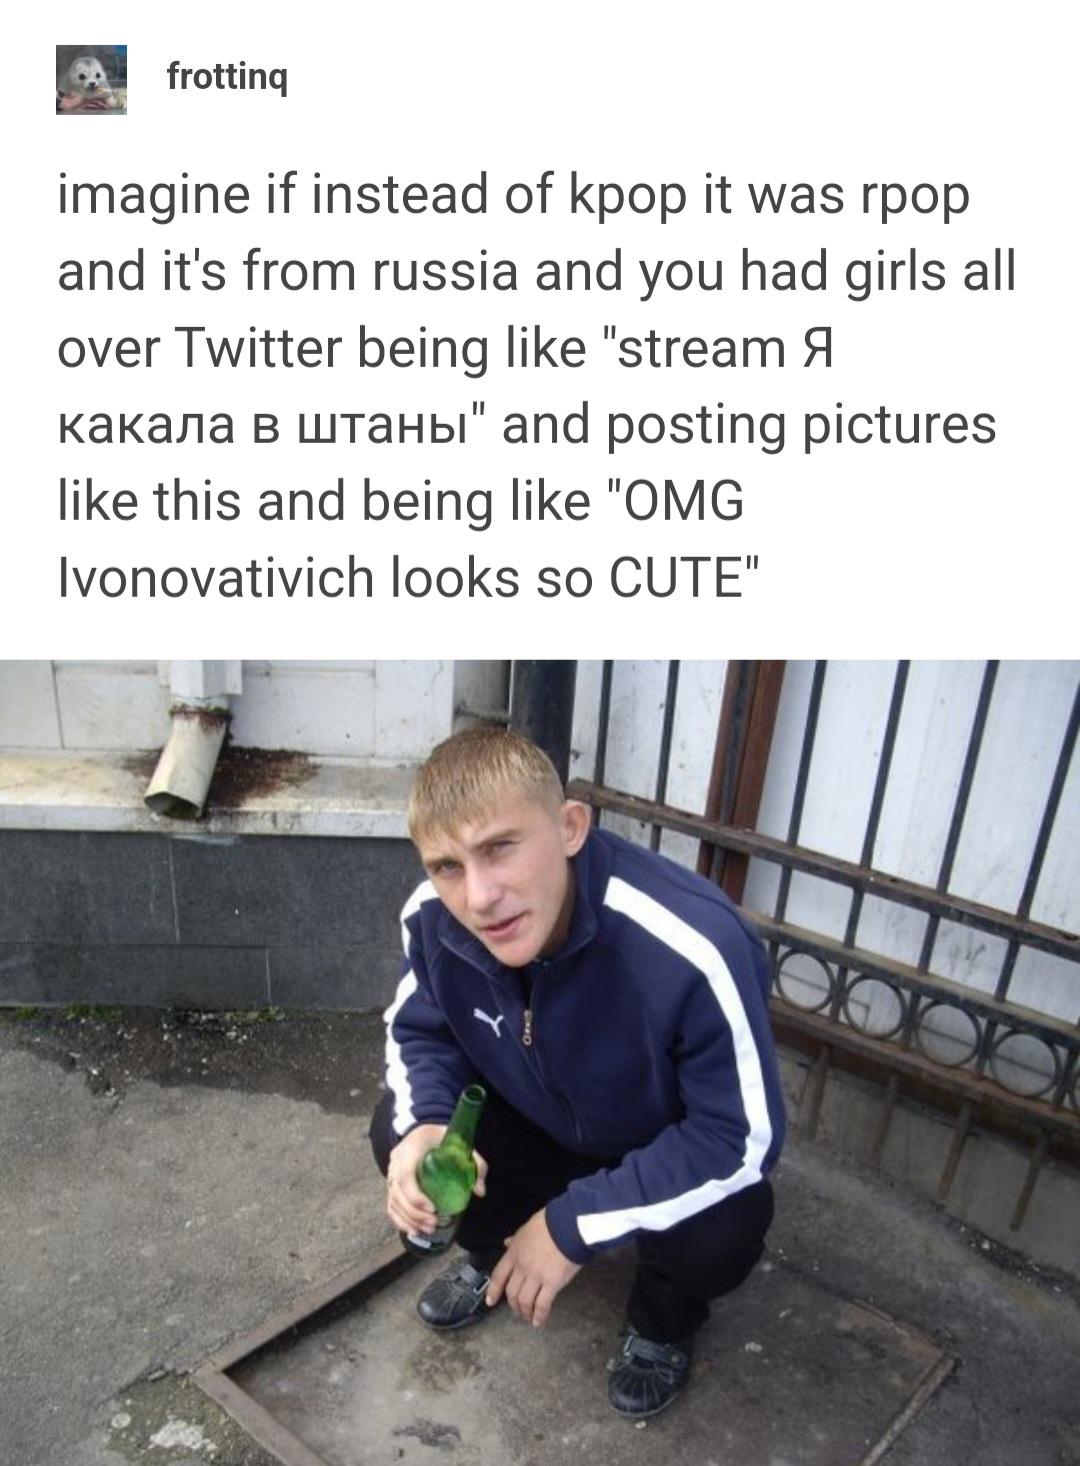 frottinq
imagine if instead of kpop it was rpop
and it's from russia and you had girls all
over Twitter being like "stream Я
какала в штаны" and posting pictures
like this and being like "OMG
Ivonovativich looks so CUTE"